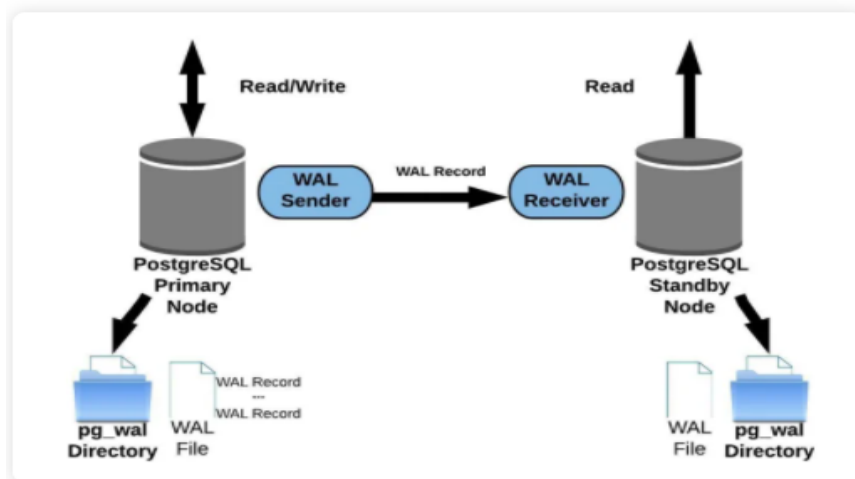 Read/Write
Read
WAL
Sender
WAL Record
WAL
Receiver
PostgreSQL
Primary
Node
PostgreSQL
Standby
Node
pg_wal
Directory
WAL
File
WAL Record
---
WAL Record
WAL
File
pg_wal
Directory